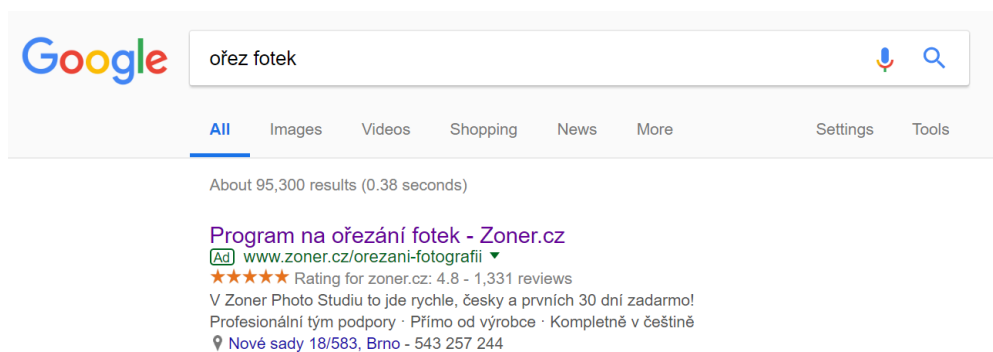 Google
ořez fotek
All Images Videos Shopping News More Settings Tools
About 95,300 results (0.38 seconds)
Program na ořezání fotek - Zoner.cz
Ad www.zoner.cz/orezani-fotografii
Rating for zoner.cz: 4.8 - 1,331 reviews
V Zoner Photo Studiu to jde rychle, česky a prvních 30 dní zadarmo!
Profesionální tým podpory · Přímo od výrobce · Kompletně v češtině
Nové sady 18/583, Brno - 543 257 244